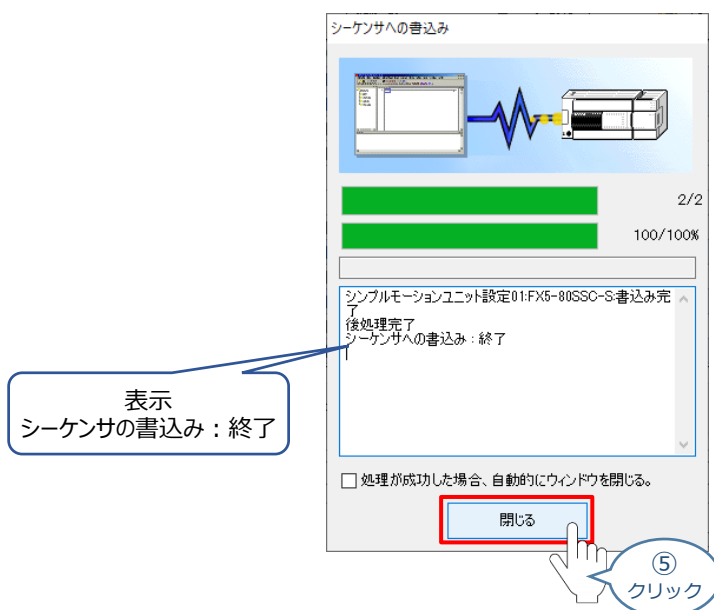 シーケンサへの書込み
2/2
100/100%
シンプルモーションユニット設定01:FX5-80SSC-S:書込み完
了
後処理完了
シーケンサへの書込み : 終了
表示
シーケンサの書込み：終了
処理が成功した場合、自動的にウィンドウを閉じる。
閉じる
⑤
クリック